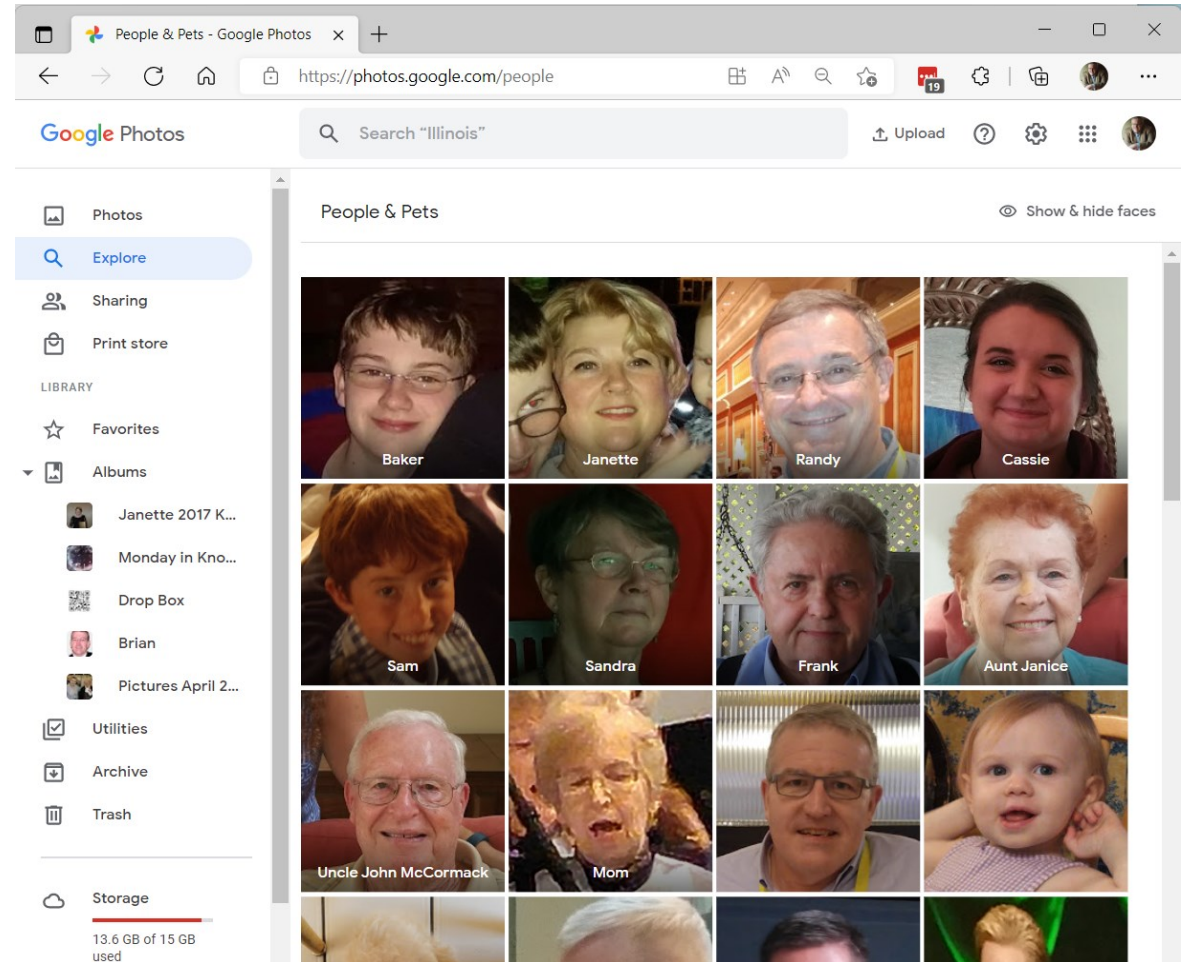 People & Pets - Google Photos
https://photos.google.com/people
19
Google Photos
Search “Illinois”
Upload
Photos
Explore
Sharing
Print store
LIBRARY
Favorites
Albums
Janette 2017 K...
Monday in Kno...
Drop Box
Brian
Pictures April 2...
Utilities
Archive
Trash
Storage
13.6 GB of 15 GB
used
People & Pets
Show & hide faces
Baker
Janette
Randy
Cassie
Sam
Sandra
Frank
Aunt Janice
Uncle John McCormack
Mom